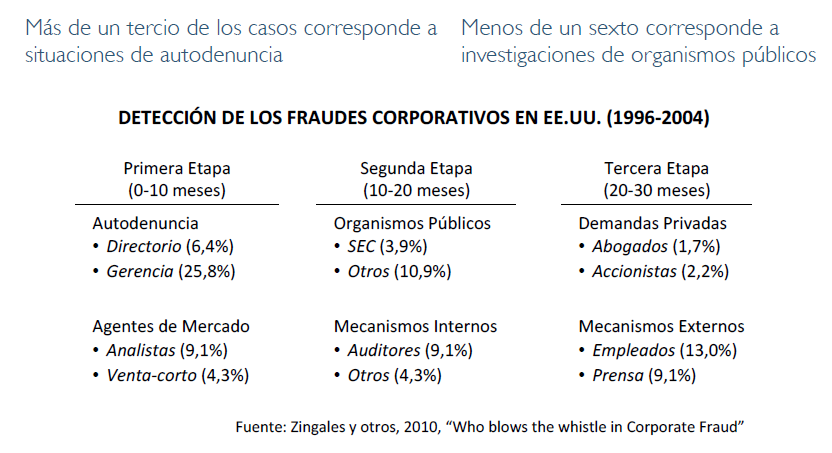 Más de un tercio de los casos corresponde a
situaciones de autodenuncia
Menos de un sexto corresponde a
investigaciones de organismos públicos
DETECCIÓN DE LOS FRAUDES CORPORATIVOS EN EE.UU. (1996-2004)
Primera Etapa
(0-10 meses)
Autodenuncia
• Directorio (6,4%)
• Gerencia (25,8%)
Agentes de Mercado
• Analistas (9,1%)
• Venta-corto (4,3%)
Segunda Etapa
(10-20 meses)
Organismos Públicos
• SEC (3,9%)
• Otros (10,9%)
Mecanismos Internos
• Auditores (9,1%)
• Otros (4,3%)
Tercera Etapa
(20-30 meses)
Demandas Privadas
• Abogados (1,7%)
• Accionistas (2,2%)
Mecanismos Externos
• Empleados (13,0%)
• Prensa (9,1%)
Fuente: Zingales y otros, 2010, “Who blows the whistle in Corporate Fraud”